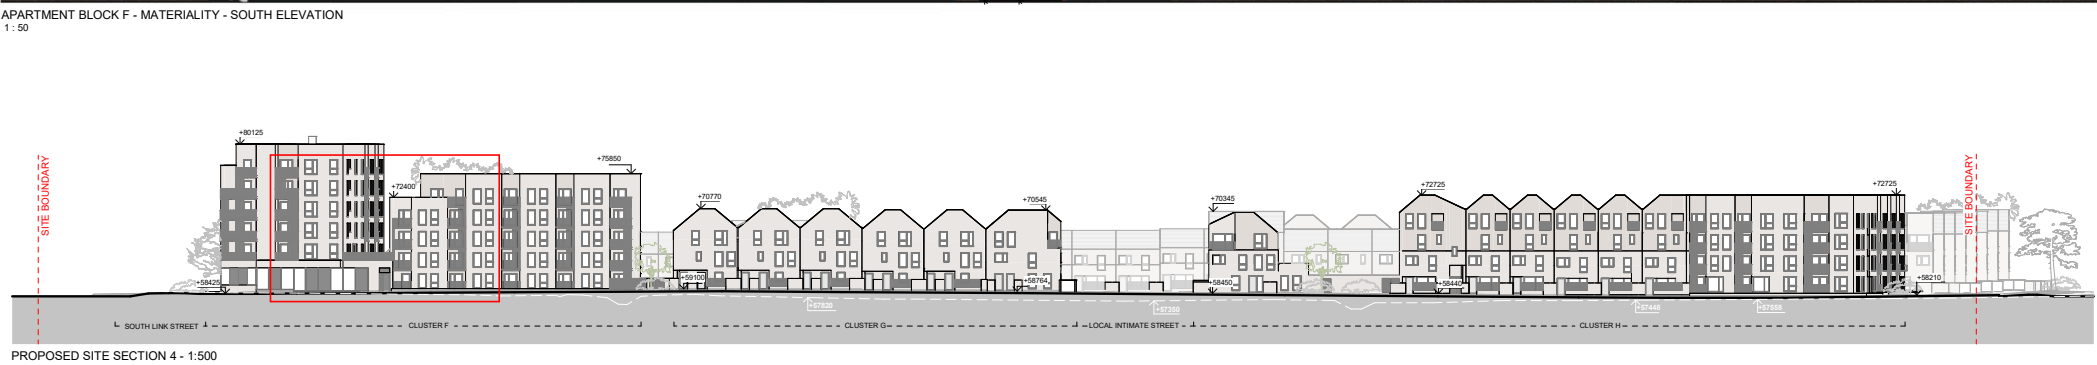 APARTMENT BLOCK F - MATERIALITY - SOUTH ELEVATION
1 : 50
SITE BOUNDARY
+80125
+72400
+75850
+70770
+70545
+70345
+72725
+72725
SITE BOUNDARY
+58425
+59100
+58764
+58450
+58440
+58210
+57820
+57350
+57448
+57558
SOUTH LINK STREET
CLUSTER F
CLUSTER G
LOCAL INTIMATE STREET
CLUSTER H
PROPOSED SITE SECTION 4 - 1:500